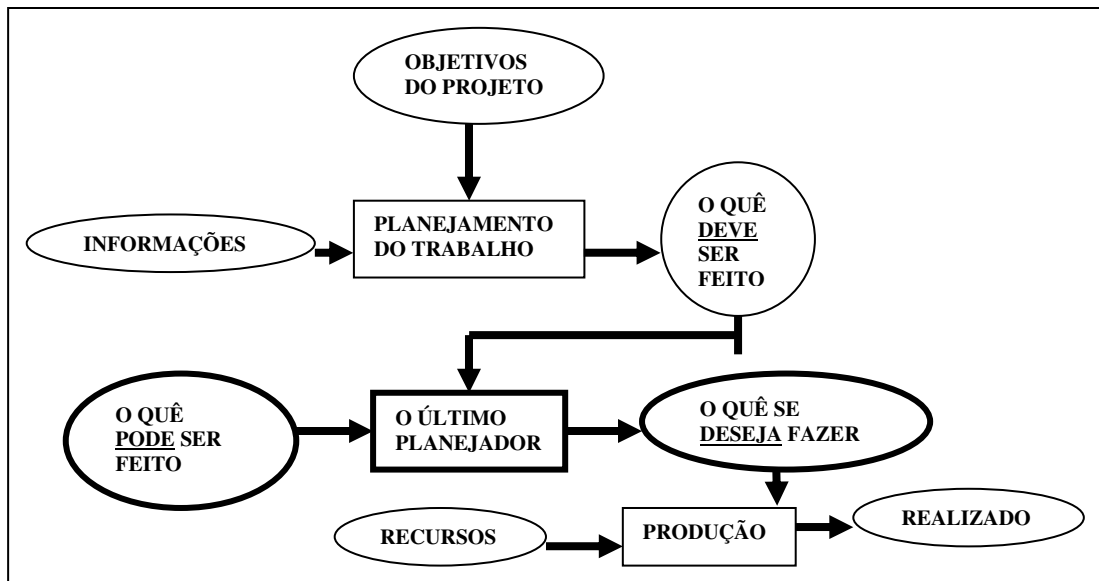 OBJETIVOS
DO PROJETO
INFORMAÇÕES
PLANEJAMENTO
DO TRABALHO
O QUÊ
DEVE
SER
FEITO
O QUÊ
PODE SER
FEITO
O ÚLTIMO
PLANEJADOR
O QUÊ SE
DESEJA FAZER
RECURSOS
PRODUÇÃO
REALIZADO